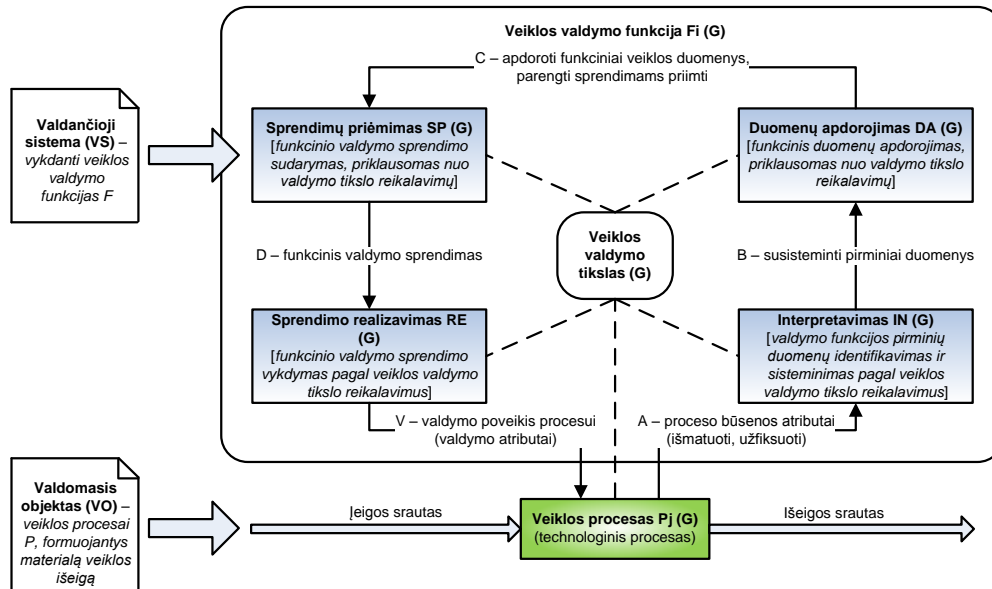 Veiklos valdymo funkcija Fi (G)
C – apdoroti funkciniai veiklos duomenys,
parengti sprendimams priimti
Valdančioji
sistema (VS) –
vykdanti veiklos
valdymo
funkcijas F
Sprendimų priėmimas SP (G)
[funkcinio valdymo sprendimo
sudarymas, priklausomas nuo
valdymo tikslo reikalavimų]
Duomenų apdorojimas DA (G)
[funkcinis duomenų apdorojimas,
priklausomas nuo valdymo tikslo
reikalavimų]
Veiklos
valdymo
tikslas (G)
D – funkcinis valdymo sprendimas
B – susisteminti pirminiai duomenys
Sprendimo realizavimas RE
(G)
[funkcinio valdymo sprendimo
vykdymas pagal veiklos valdymo
tikslo reikalavimus]
Interpretavimas IN (G)
[valdymo funkcijos pirminių
duomenų identifikavimas ir
sisteminimas pagal veiklos
valdymo tikslo reikalavimus]
V – valdymo poveikis procesui
(valdymo atributai)
A – proceso būsenos atributai
(išmatuoti, užfiksuoti)
Valdomasis
objektas (VO) –
veiklos procesai
P, formuojantys
materialą veiklos
išeigą
Įeigos srautas
Veiklos procesas Pj (G)
(technologinis procesas)
Išeigos srautas